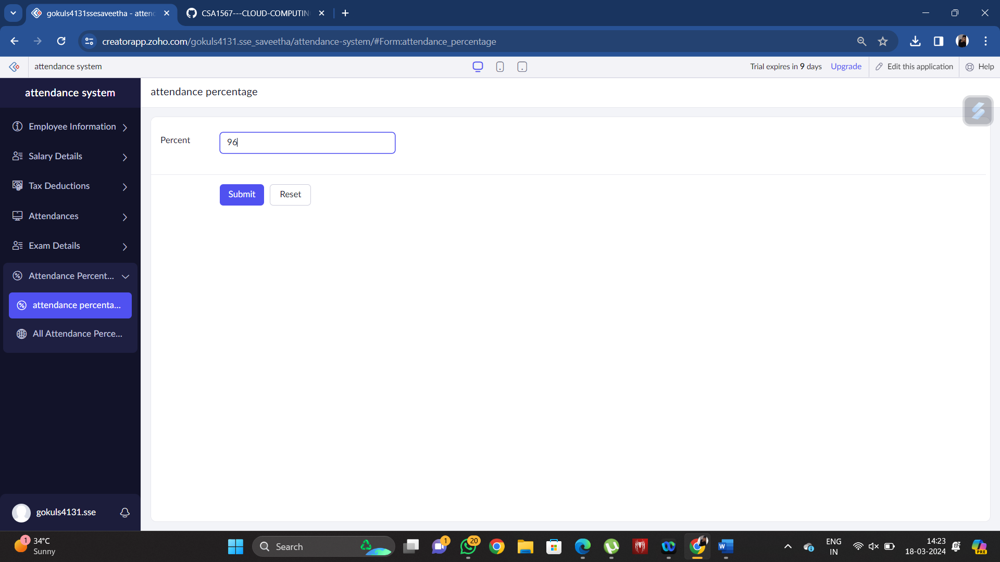 gokuls4131ssesaveetha - attenc
CSA1567---CLOUD-COMPUTIN
creatorapp.zoho.com/gokuls4131.sse_saveetha/attendance-system/#Form:attendance_percentage
attendance system
Trial expires in 9 days
Upgrade
Edit this application
Help
attendance system
attendance percentage
Employee Information
Percent
96
Salary Details
Tax Deductions
Submit
Reset
Attendances
Exam Details
Attendance Percent...
attendance percenta...
All Attendance Perce...
gokuls4131.sse
1
34°C
Sunny
Search
1
20
W
ENG
IN
14:23
18-03-2024
PRE